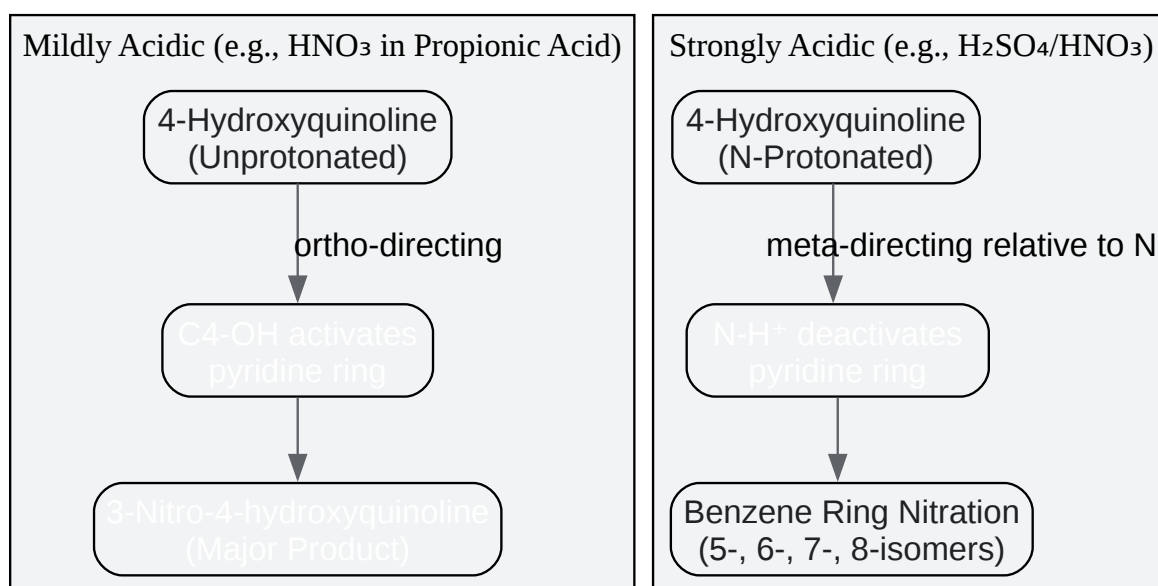 Mildly Acidic (e.g., HNO₃ in Propionic Acid)
4-Hydroxyquinoline
(Unprotonated)
ortho-directing
C4-OH activates
pyridine ring
3-Nitro-4-hydroxyquinoline
(Major Product)
Strongly Acidic (e.g., H₂SO₄/HNO₃)
4-Hydroxyquinoline
(N-Protonated)
meta-directing relative to N
N-H⁺ deactivates
pyridine ring
Benzene Ring Nitration
(5-, 6-, 7-, 8-isomers)